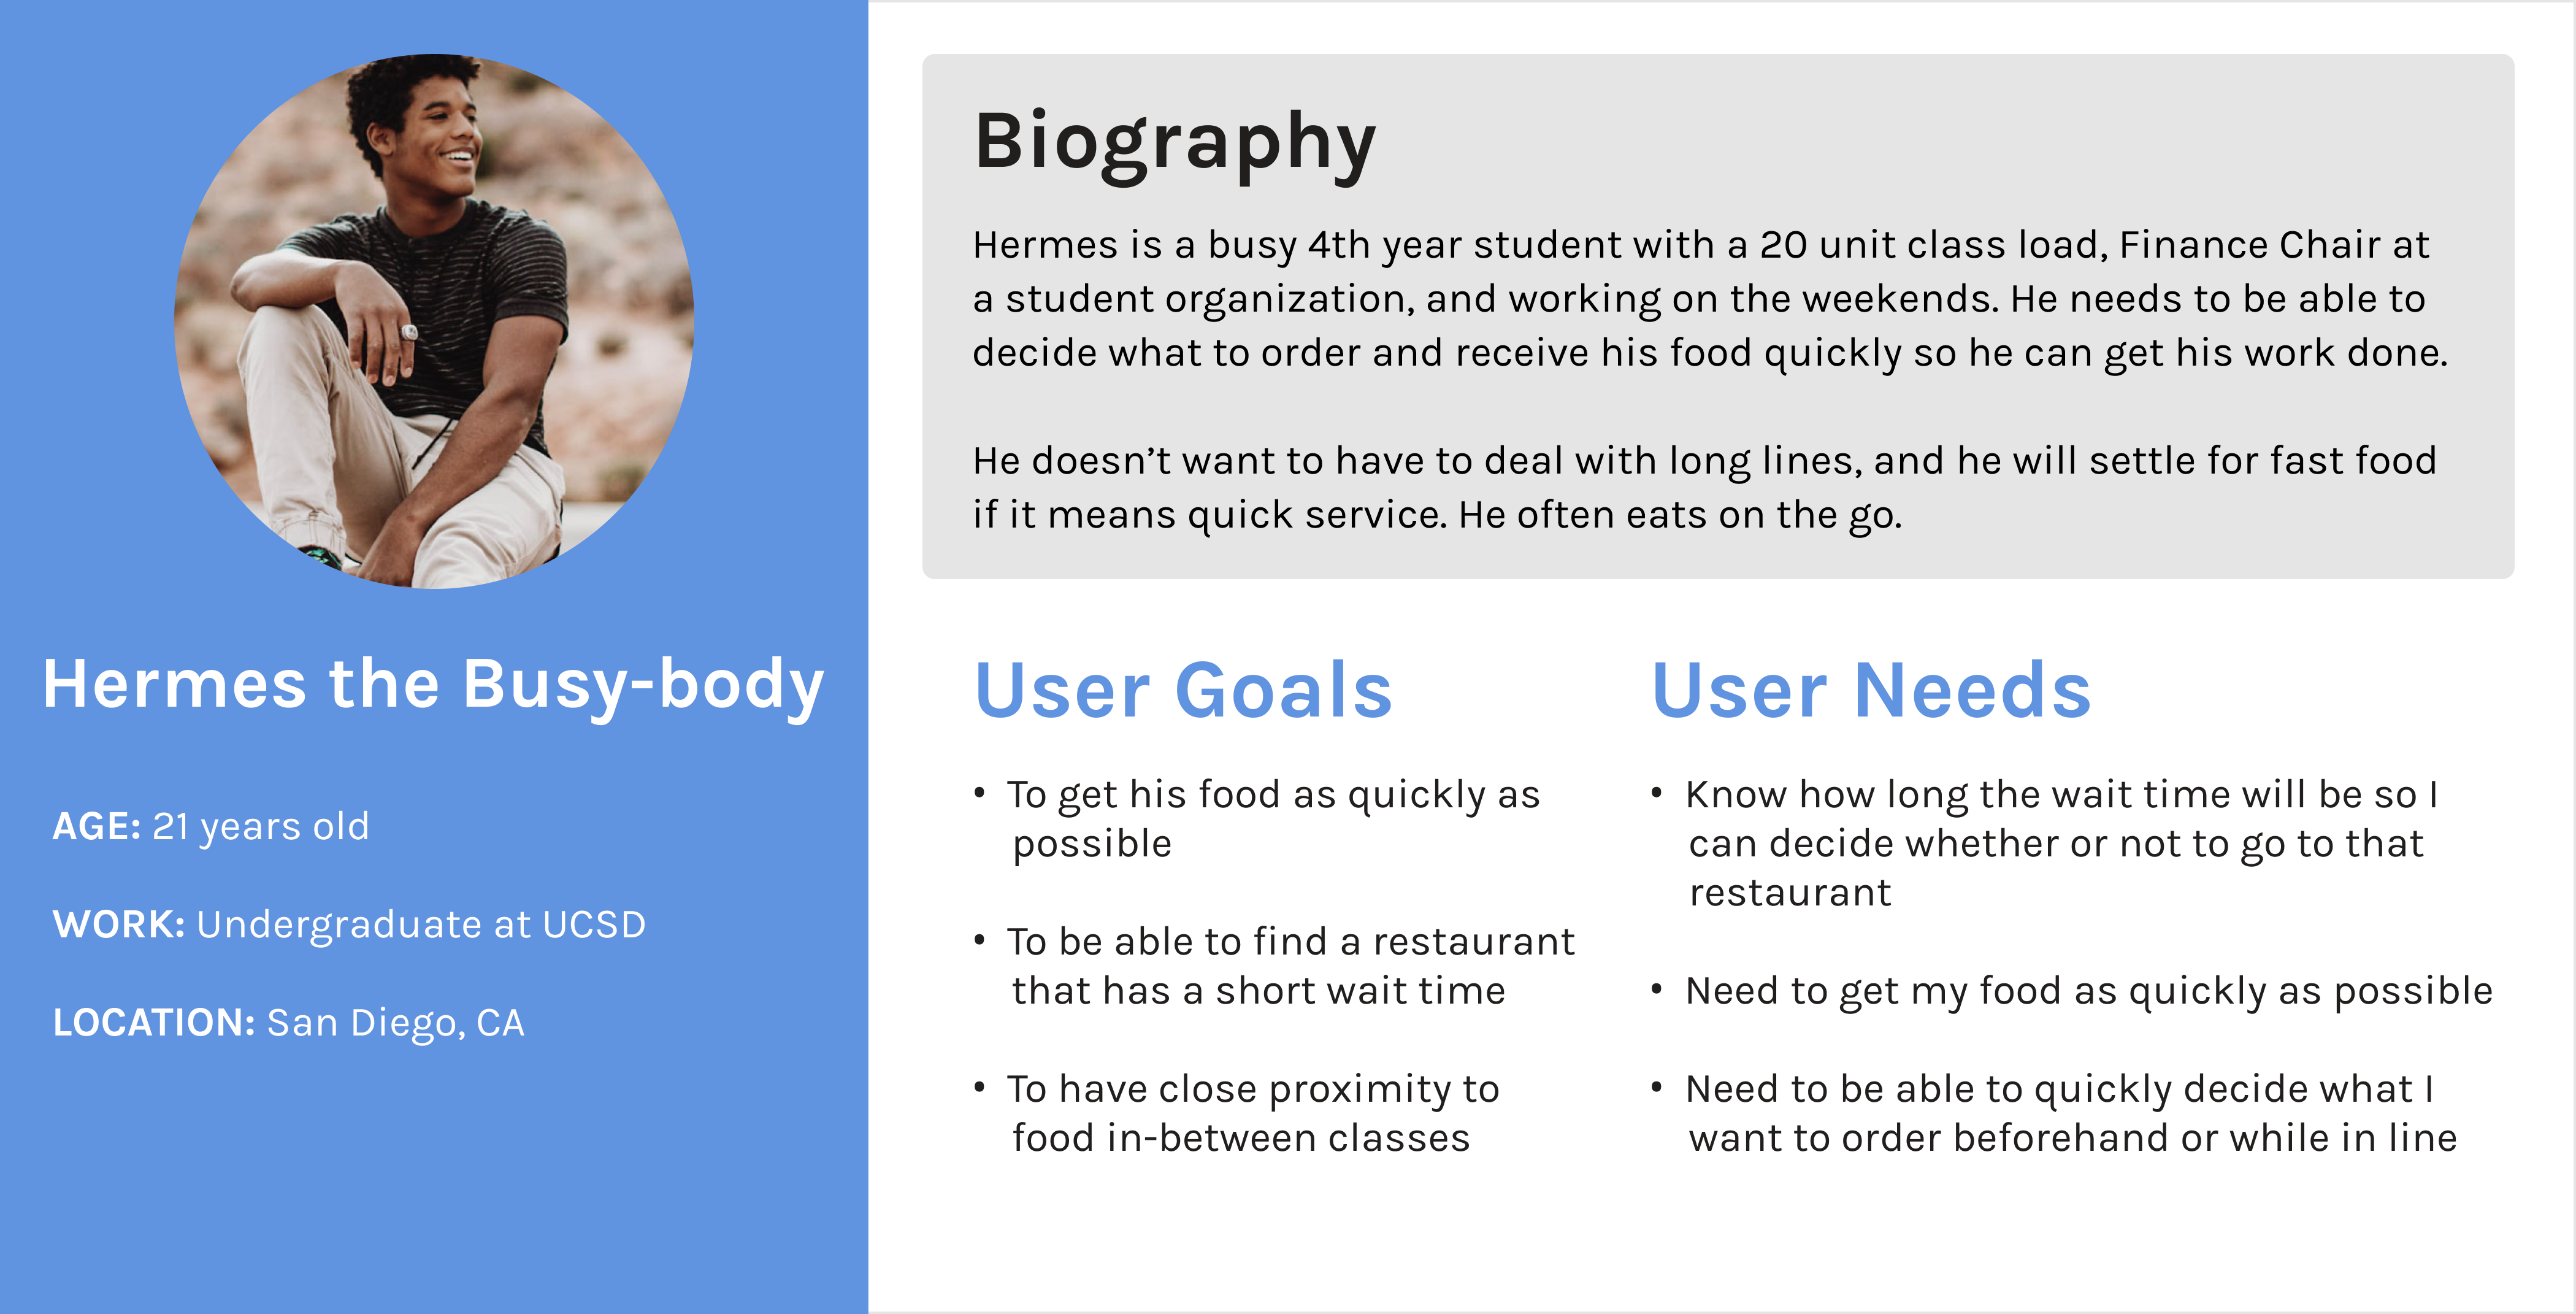 Hermes the Busy-body
AGE: 21 years old
WORK: Undergraduate at UCSD
LOCATION: San Diego, CA
Biography
Hermes is a busy 4th year student with a 20 unit class load, Finance Chair at
a student organization, and working on the weekends. He needs to be able to
decide what to order and receive his food quickly so he can get his work done.
He doesn’t want to have to deal with long lines, and he will settle for fast food
if it means quick service. He often eats on the go.
User Goals
• To get his food as quickly as
possible
• To be able to find a restaurant
that has a short wait time
• To have close proximity to
food in-between classes
User Needs
• Know how long the wait time will be so I
can decide whether or not to go to that
restaurant
• Need to get my food as quickly as possible
• Need to be able to quickly decide what I
want to order beforehand or while in line